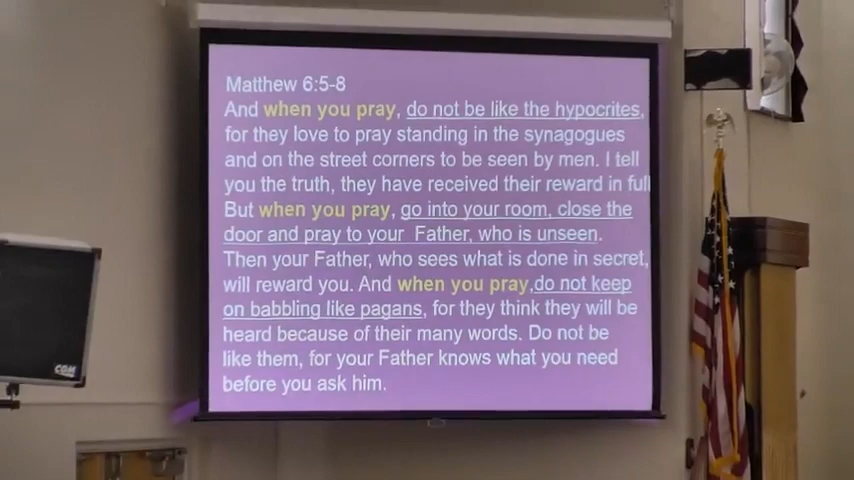 Matthew 6:5-8
And when you pray, do not be like the hypocrites,
for they love to pray standing in the synagogues
and on the street corners to be seen by men. I tell
you the truth, they have received their reward in full
But when you pray, go into your room, close the
door and pray to your Father, who is unseen.
Then your Father, who sees what is done in secret,
will reward you. And when you pray,do not keep
on babbling like pagans, for they think they will be
heard because of their many words. Do not be
like them, for your Father knows what you need
before you ask him.
CGM